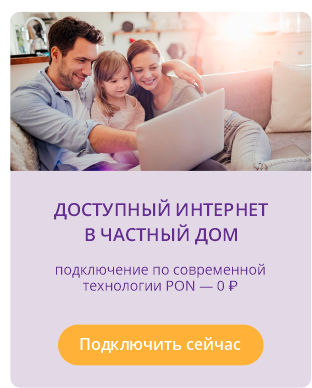 ДОСТУПНЫЙ ИНТЕРНЕТ
В ЧАСТНЫЙ ДОМ
подключение по современной
технологии PON — 0 ₽
Подключить сейчас